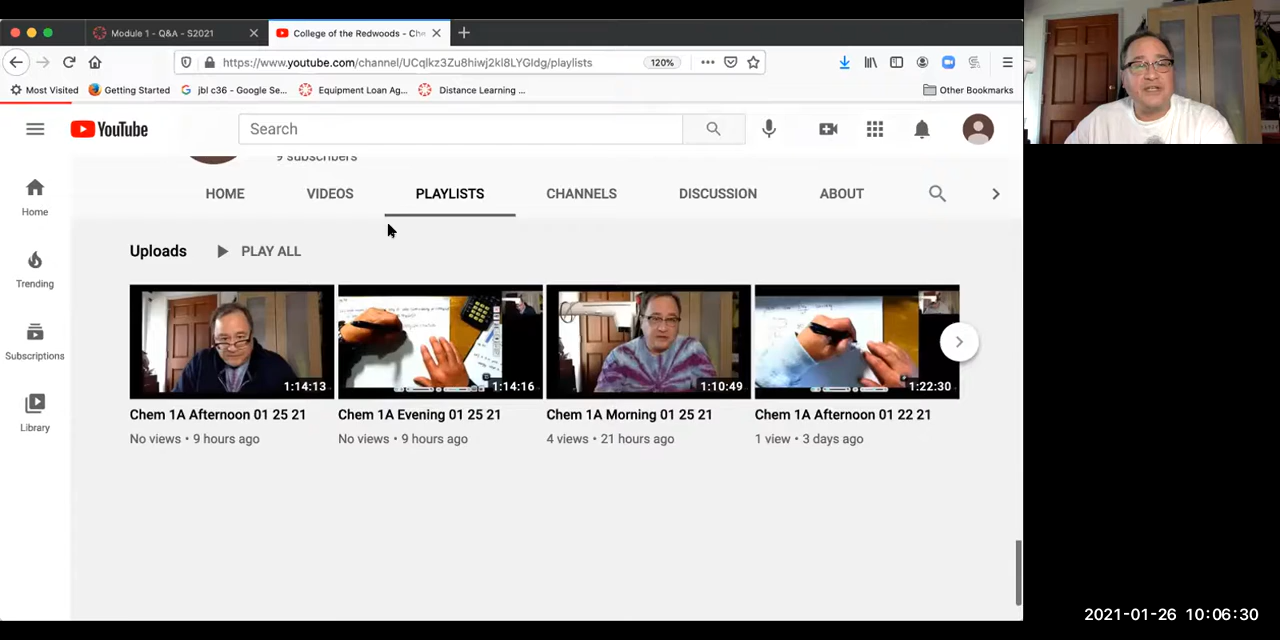 Module 1 - Q&A - S2021
College of the Redwoods - Che
https://www.youtube.com/channel/UCqlkz3Zu8hiwj2kl8LYGldg/playlists
120%
Most Visited
Getting Started
jbl c36 - Google Se...
Equipment Loan Ag...
Distance Learning ...
Other Bookmarks
YouTube
Search
9 subscribers
HOME VIDEOS PLAYLISTS CHANNELS DISCUSSION ABOUT
Home
Trending
Subscriptions
Library
Uploads PLAY ALL
1:14:13 1:14:16 1:10:49 1:22:30
Chem 1A Afternoon 01 25 21
No views • 9 hours ago
Chem 1A Evening 01 25 21
No views • 9 hours ago
Chem 1A Morning 01 25 21
4 views • 21 hours ago
Chem 1A Afternoon 01 22 21
1 view • 3 days ago
2021-01-26 10:06:30